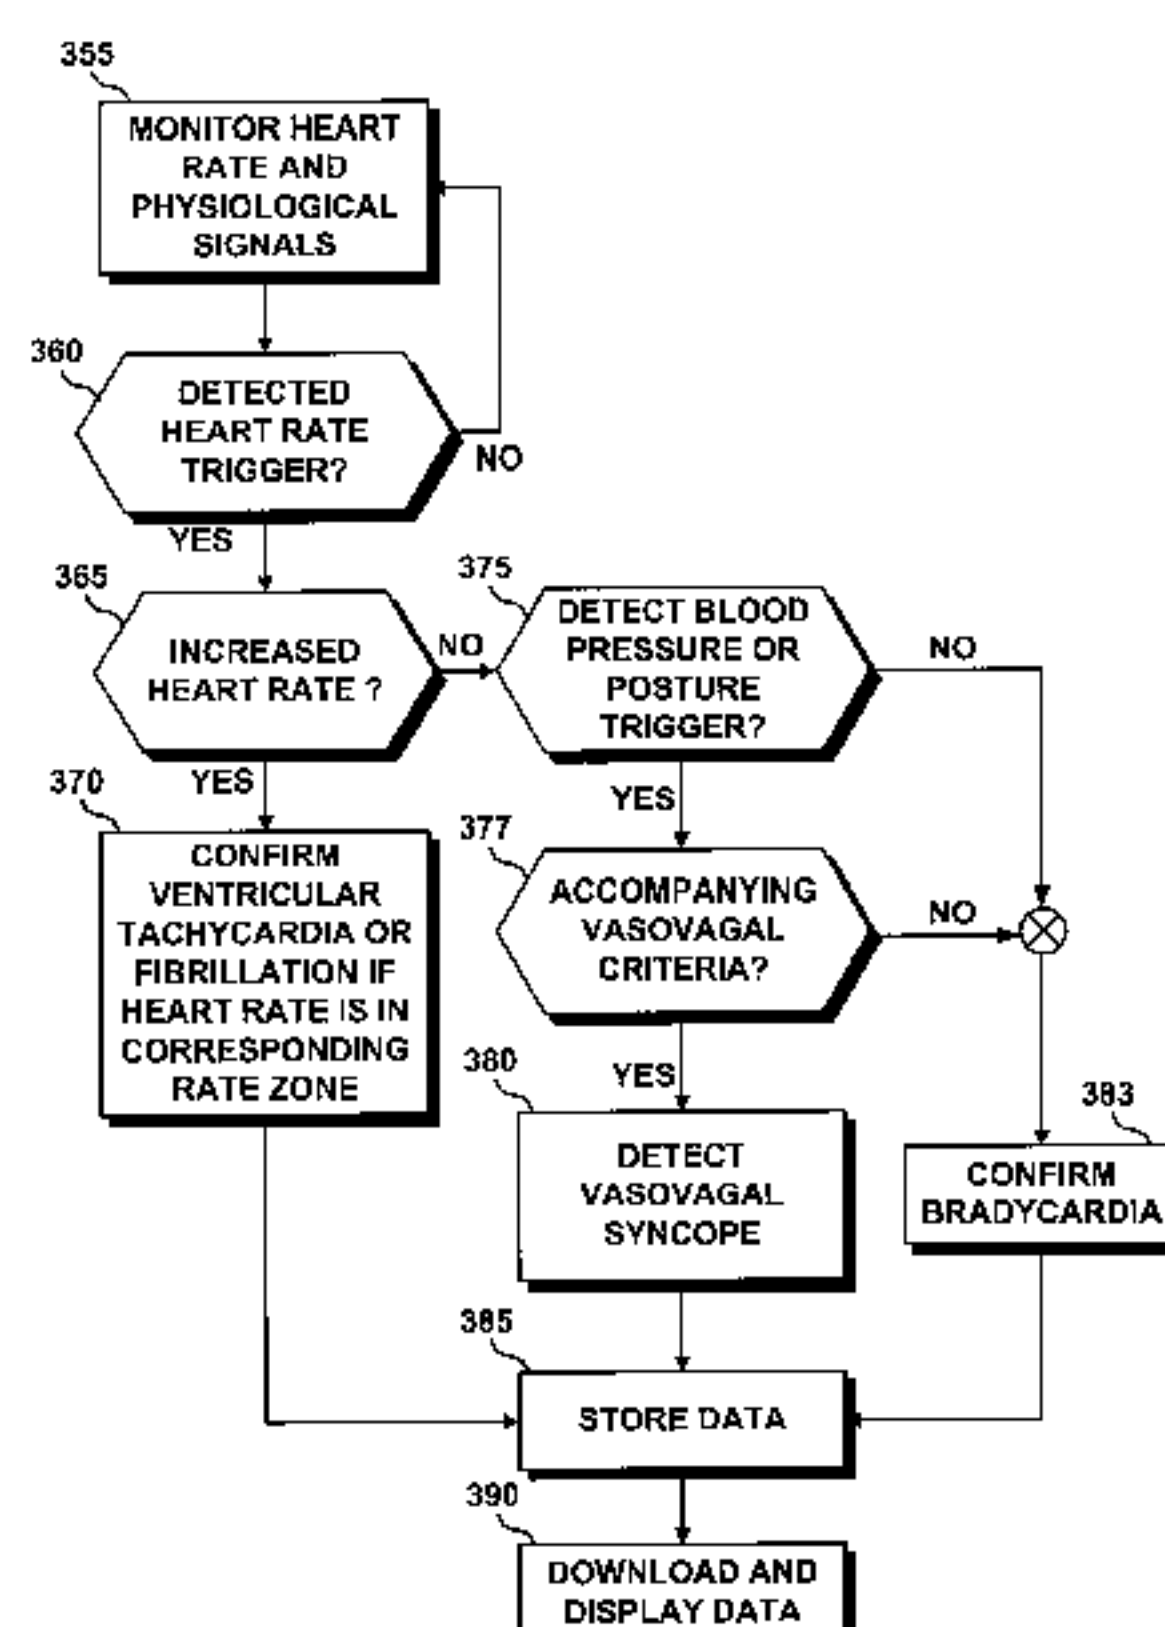 355
MONITOR HEART
RATE AND
PHYSIOLOGICAL
SIGNALS
360
DETECTED
HEART RATE
TRIGGER?
NO
YES
365
INCREASED
HEART RATE ?
NO
375
DETECT BLOOD
PRESSURE OR
POSTURE
TRIGGER?
NO
YES
370
CONFIRM
VENTRICULAR
TACHYCARDIA OR
FIBRILLATION IF
HEART RATE IS IN
CORRESPONDING
RATE ZONE
YES
377
ACCOMPANYING
VASOVAGAL
CRITERIA?
NO
YES
380
DETECT
VASOVAGAL
SYNCOPE
383
CONFIRM
BRADYCARDIA
385
STORE DATA
390
DOWNLOAD AND
DISPLAY DATA